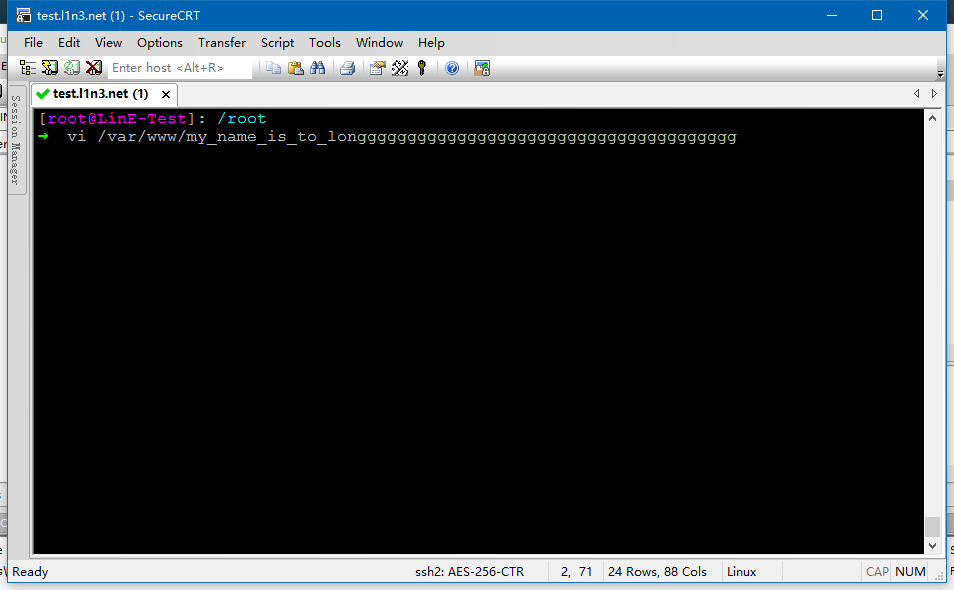 test.l1n3.net (1) - SecureCRT
File Edit View Options Transfer Script Tools Window Help
Enter host <Alt+R>
test.l1n3.net (1)
Session Manager
[root@LinE-Test]: /root
→  vi /var/www/my_name_is_to_longggggggggggggggggggggggggggggggggggggggg
Ready ssh2: AES-256-CTR 2, 71 24 Rows, 88 Cols Linux CAP NUM